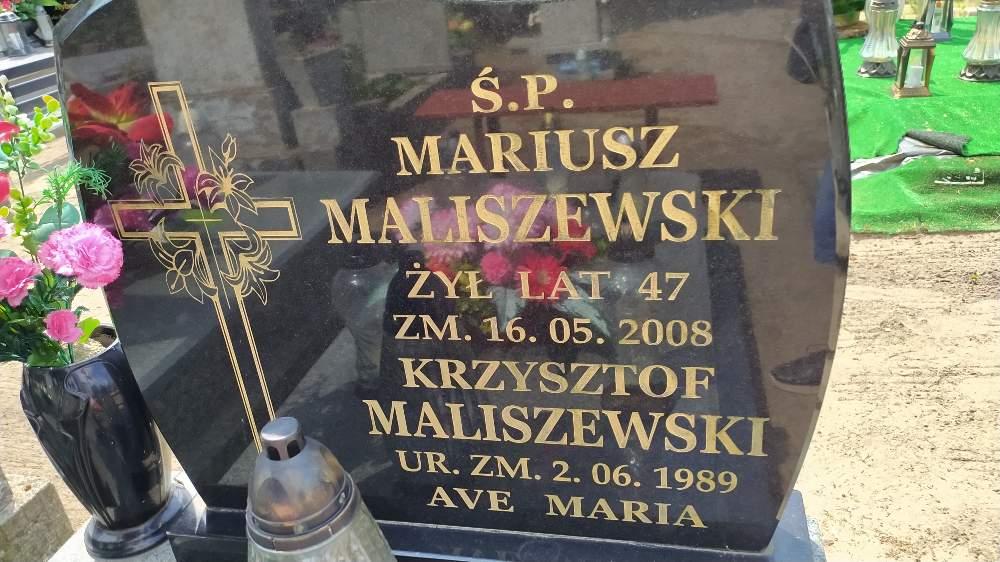 Ś.P.
MARIUSZ
MALISZEWSKI
ŻYŁ LAT 47
ZM. 16. 05. 2008
KRZYSZTOF
MALISZEWSKI
UR. ZM. 2. 06. 1989
AVE MARIA